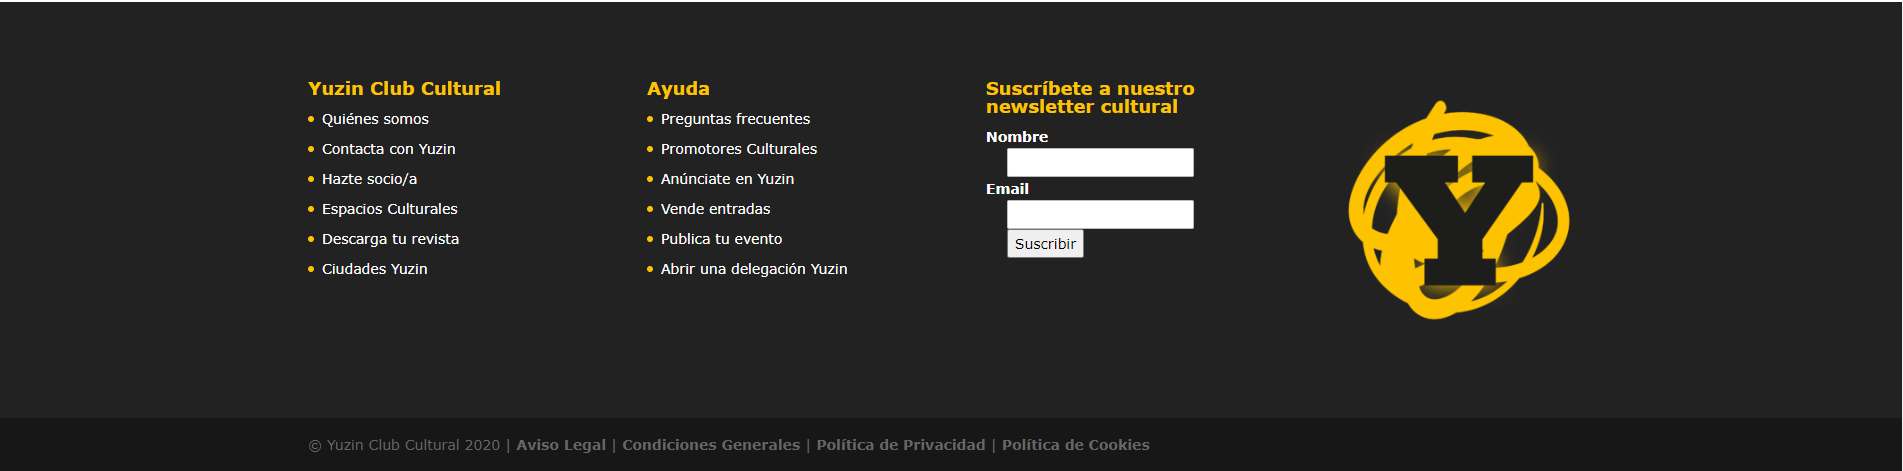 Yuzin Club Cultural
Quiénes somos
Contacta con Yuzin
Hazte socio/a
Espacios Culturales
Descarga tu revista
Ciudades Yuzin
Ayuda
Preguntas frecuentes
Promotores Culturales
Anúnciate en Yuzin
Vende entradas
Publica tu evento
Abrir una delegación Yuzin
Suscríbete a nuestro
newsletter cultural
Nombre
Email
Suscribir
Y
© Yuzin Club Cultural 2020 | Aviso Legal | Condiciones Generales | Política de Privacidad | Política de Cookies